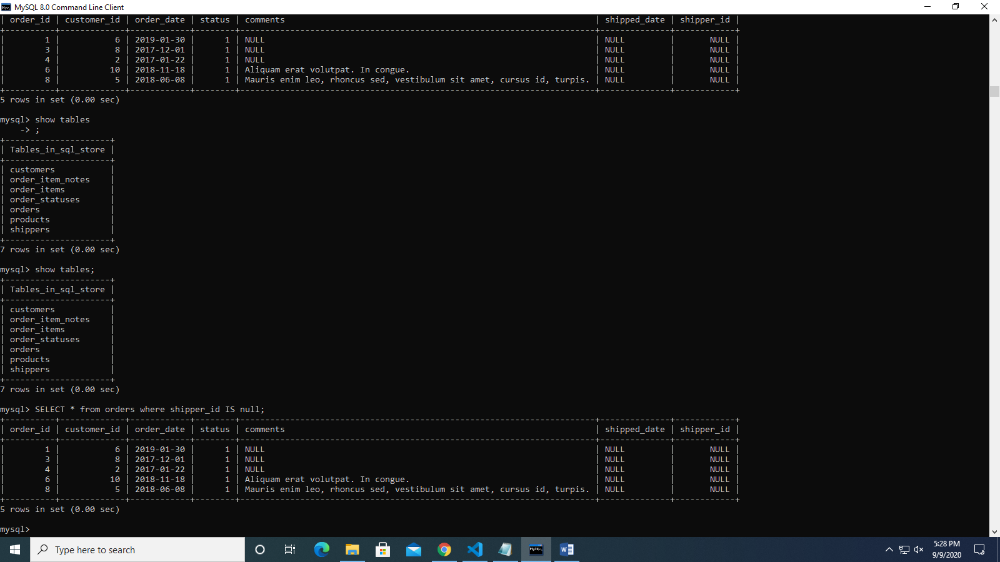 MySQL 8.0 Command Line Client
| order_id | customer_id | order_date | status | comments                                                              | shipped_date | shipper_id |
+----------+-------------+------------+--------+-----------------------------------------------------------------------+--------------+------------+
|        1 |           6 | 2019-01-30 |      1 | NULL                                                                  | NULL         |       NULL |
|        3 |           8 | 2017-12-01 |      1 | NULL                                                                  | NULL         |       NULL |
|        4 |           2 | 2017-01-22 |      1 | NULL                                                                  | NULL         |       NULL |
|        6 |          10 | 2018-11-18 |      1 | Aliquam erat volutpat. In congue.                                     | NULL         |       NULL |
|        8 |           5 | 2018-06-08 |      1 | Mauris enim leo, rhoncus sed, vestibulum sit amet, cursus id, turpis. | NULL         |       NULL |
+----------+-------------+------------+--------+-----------------------------------------------------------------------+--------------+------------+
5 rows in set (0.00 sec)
mysql> show tables
    -> ;
+---------------------+
| Tables_in_sql_store |
+---------------------+
| customers           |
| order_item_notes    |
| order_items         |
| order_statuses      |
| orders              |
| products            |
| shippers            |
+---------------------+
7 rows in set (0.00 sec)
mysql> show tables;
+---------------------+
| Tables_in_sql_store |
+---------------------+
| customers           |
| order_item_notes    |
| order_items         |
| order_statuses      |
| orders              |
| products            |
| shippers            |
+---------------------+
7 rows in set (0.00 sec)
mysql> SELECT * from orders where shipper_id IS null;
+----------+-------------+------------+--------+-----------------------------------------------------------------------+--------------+------------+
| order_id | customer_id | order_date | status | comments                                                              | shipped_date | shipper_id |
+----------+-------------+------------+--------+-----------------------------------------------------------------------+--------------+------------+
|        1 |           6 | 2019-01-30 |      1 | NULL                                                                  | NULL         |       NULL |
|        3 |           8 | 2017-12-01 |      1 | NULL                                                                  | NULL         |       NULL |
|        4 |           2 | 2017-01-22 |      1 | NULL                                                                  | NULL         |       NULL |
|        6 |          10 | 2018-11-18 |      1 | Aliquam erat volutpat. In congue.                                     | NULL         |       NULL |
|        8 |           5 | 2018-06-08 |      1 | Mauris enim leo, rhoncus sed, vestibulum sit amet, cursus id, turpis. | NULL         |       NULL |
+----------+-------------+------------+--------+-----------------------------------------------------------------------+--------------+------------+
5 rows in set (0.00 sec)
mysql>
Type here to search
5:28 PM
9/9/2020